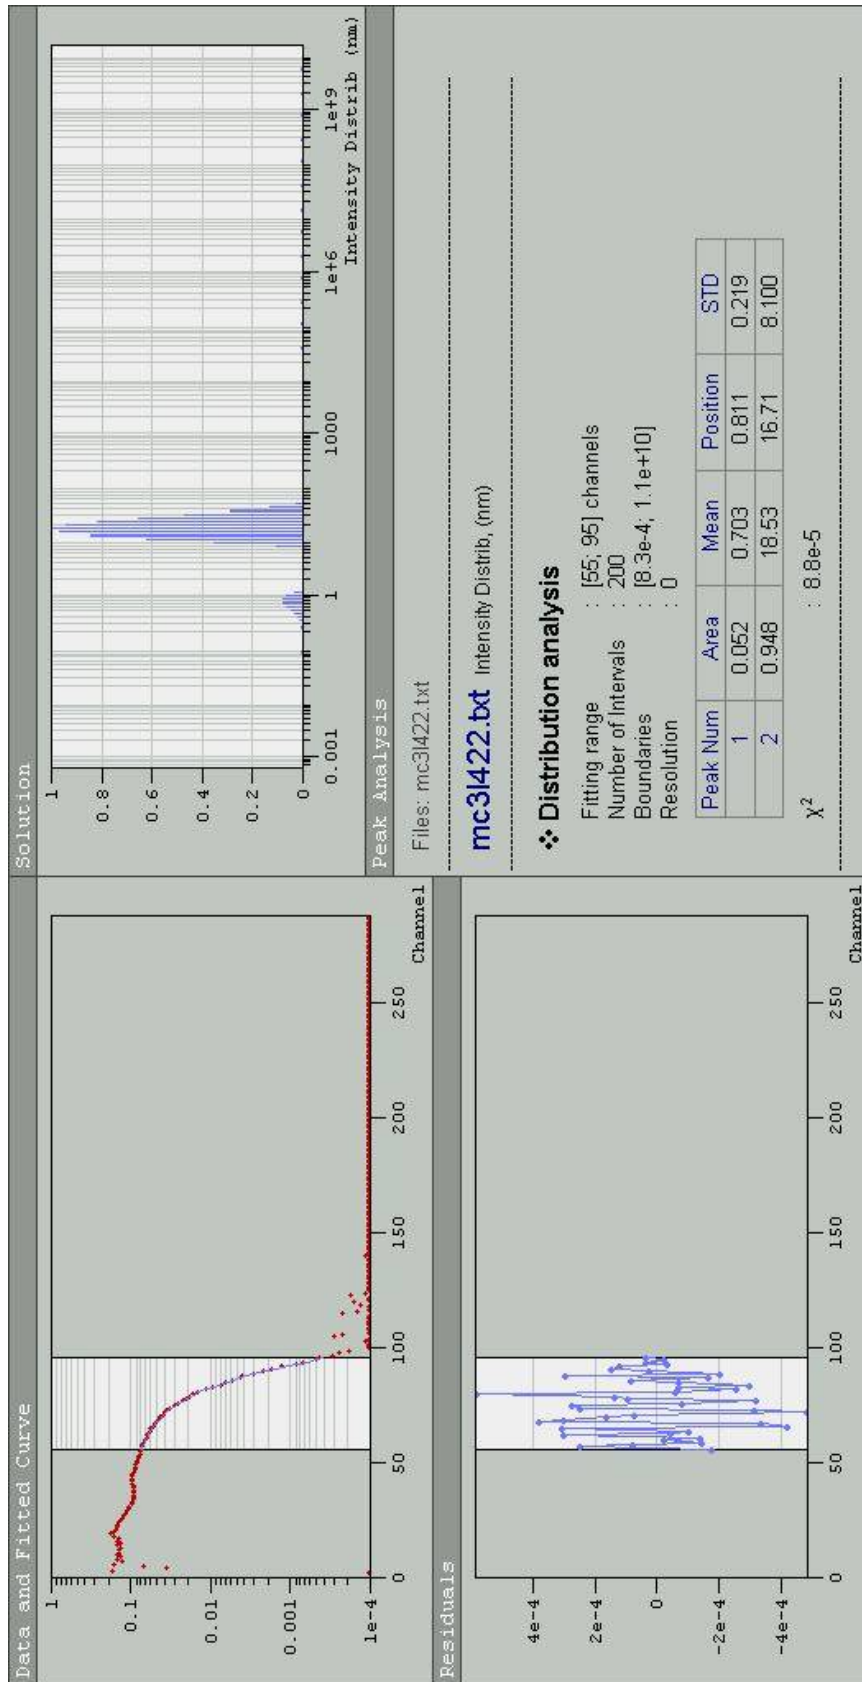 Data and Fitted Curve
1
0.1
0.01
0.001
1e-4
0 50 100 150 200 250
Channel
Residuals
4e-4
2e-4
0
-2e-4
-4e-4
0 50 100 150 200 250
Channel
Solution
1
0.8
0.6
0.4
0.2
0
0.001 1 1000 1e+6 1e+9
Intensity Distrib (nm)
Peak Analysis
Files: mc3l422.txt
mc3l422.txt Intensity Distrib, (nm)
❖ Distribution analysis
Fitting range : [55; 95] channels
Number of Intervals : 200
Boundaries : [8.3e-4; 1.1e+10]
Resolution : 0
Peak Num Area Mean Position STD
1 0.052 0.703 0.811 0.219
2 0.948 18.53 16.71 8.100
χ² : 8.8e-5